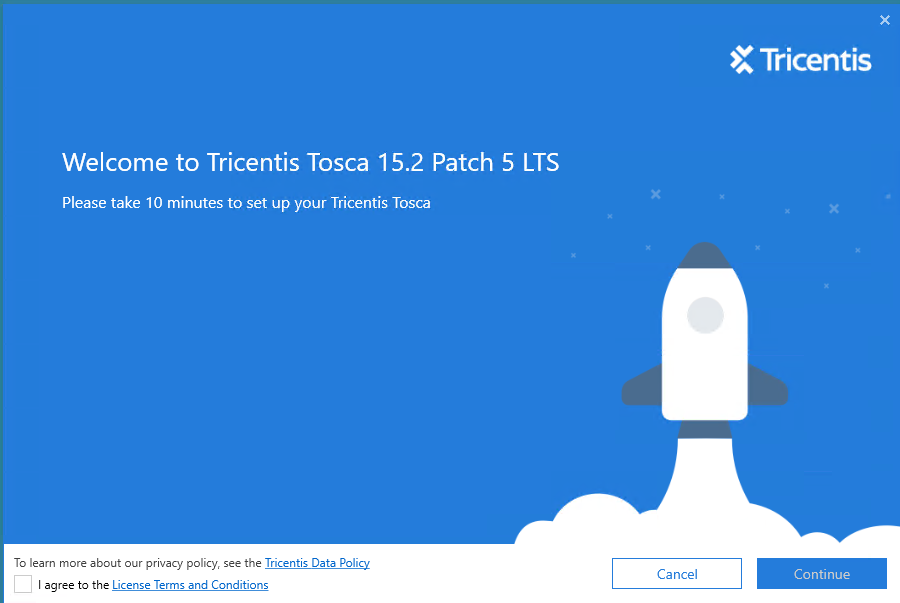 Tricentis
Welcome to Tricentis Tosca 15.2 Patch 5 LTS
Please take 10 minutes to set up your Tricentis Tosca
To learn more about our privacy policy, see the Tricentis Data Policy
I agree to the License Terms and Conditions
Cancel
Continue